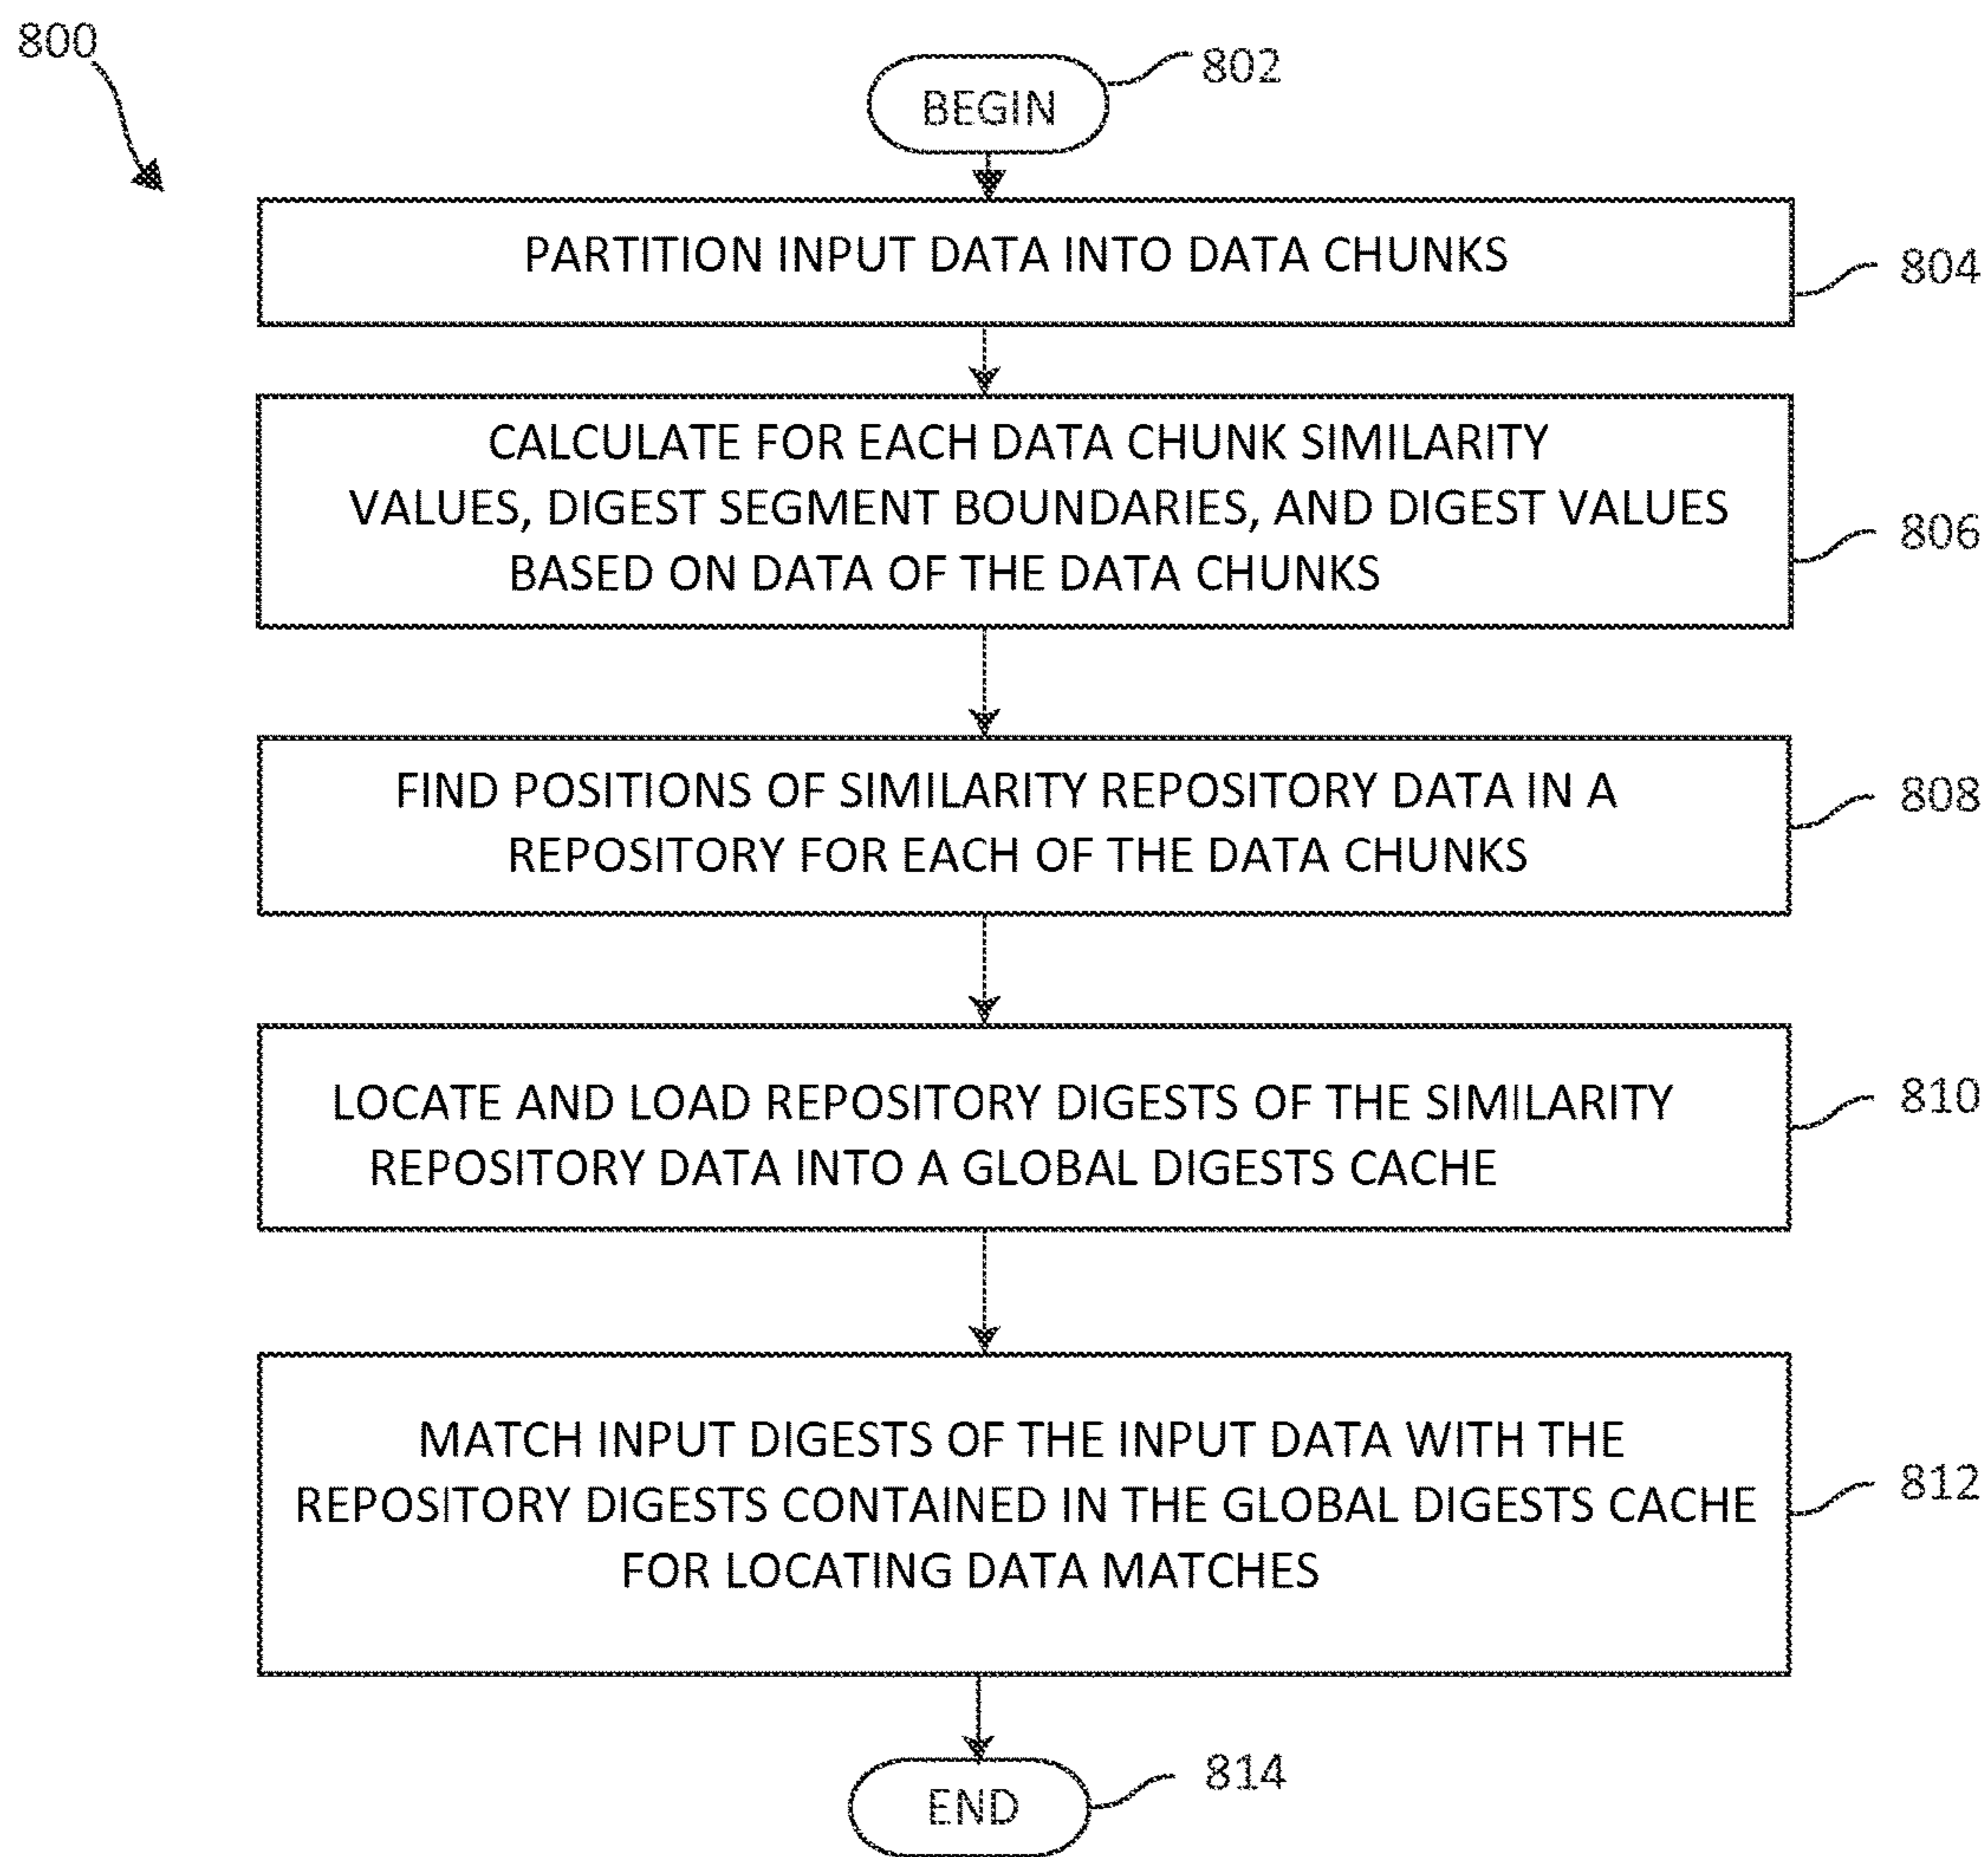 800
802
BEGIN
PARTITION INPUT DATA INTO DATA CHUNKS
804
CALCULATE FOR EACH DATA CHUNK SIMILARITY
VALUES, DIGEST SEGMENT BOUNDARIES, AND DIGEST VALUES
BASED ON DATA OF THE DATA CHUNKS
806
FIND POSITIONS OF SIMILARITY REPOSITORY DATA IN A
REPOSITORY FOR EACH OF THE DATA CHUNKS
808
LOCATE AND LOAD REPOSITORY DIGESTS OF THE SIMILARITY
REPOSITORY DATA INTO A GLOBAL DIGESTS CACHE
810
MATCH INPUT DIGESTS OF THE INPUT DATA WITH THE
REPOSITORY DIGESTS CONTAINED IN THE GLOBAL DIGESTS CACHE
FOR LOCATING DATA MATCHES
812
END
814